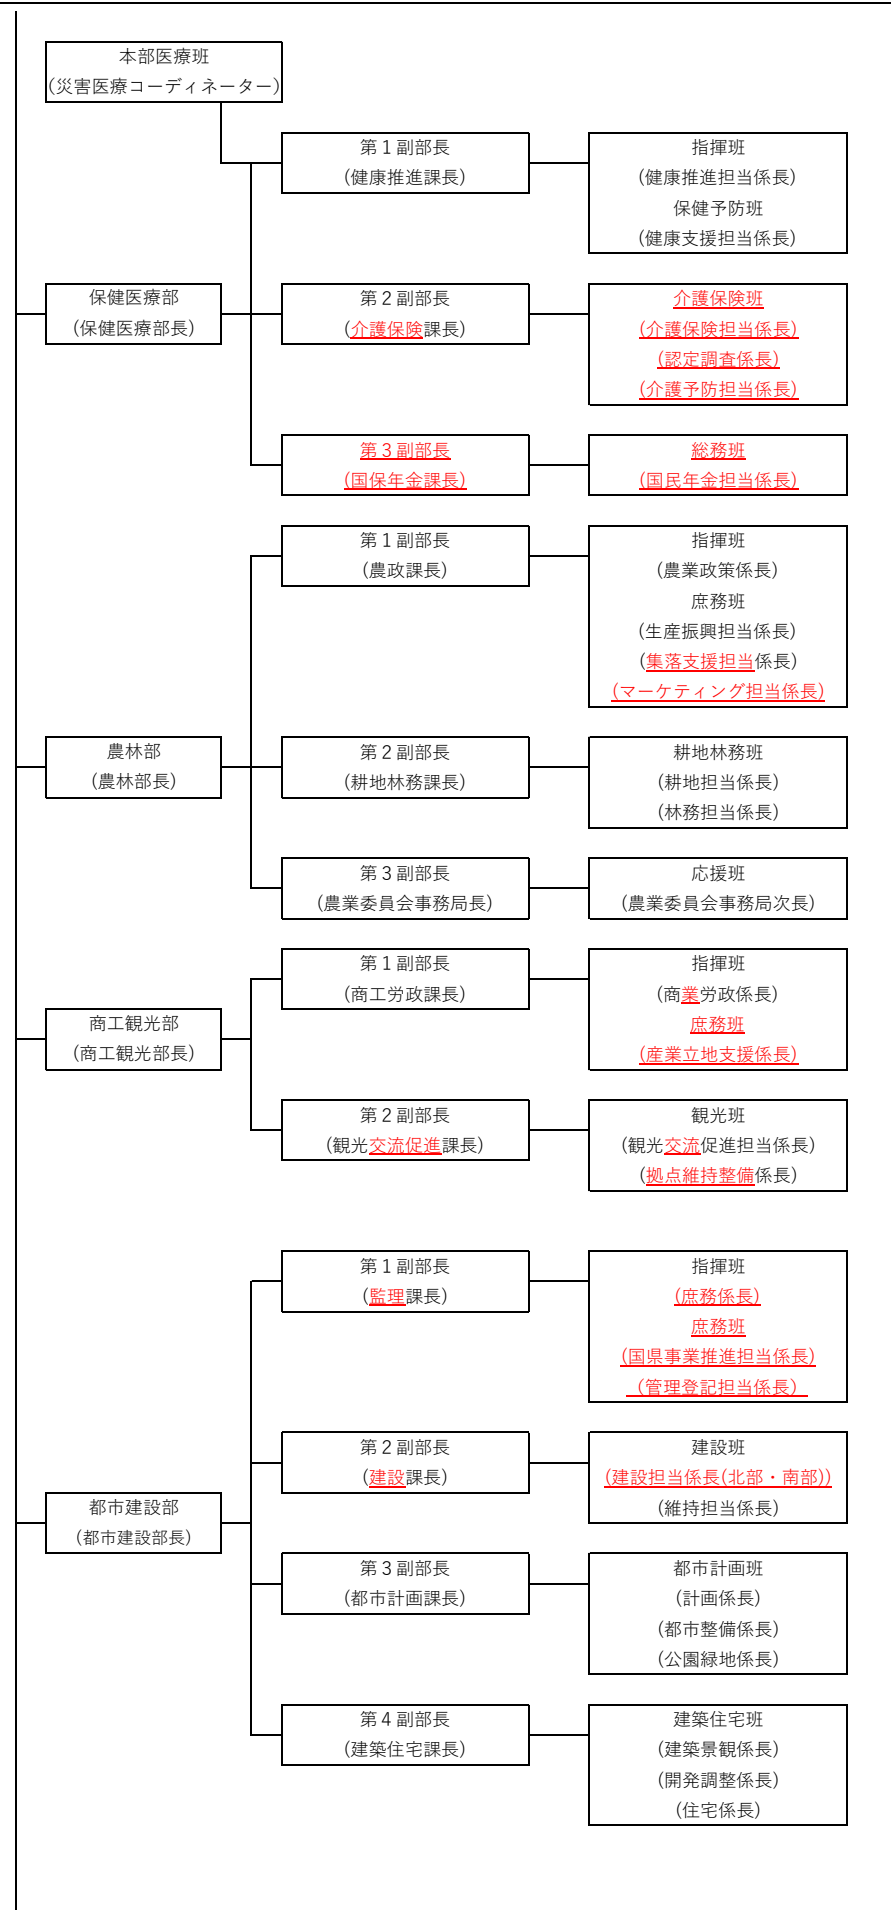 本部医療班
(災害医療コーディネーター)
第１副部長
(健康推進課長)
指揮班
(健康推進担当係長)
保健予防班
(健康支援担当係長)
保健医療部
(保健医療部長)
第２副部長
(介護保険課長)
介護保険班
(介護保険担当係長)
(認定調査係長)
(介護予防担当係長)
第３副部長
(国保年金課長)
総務班
(国民年金担当係長)
第１副部長
(農政課長)
指揮班
(農業政策係長)
庶務班
(生産振興担当係長)
(集落支援担当係長)
(マーケティング担当係長)
農林部
(農林部長)
第２副部長
(耕地林務課長)
耕地林務班
(耕地担当係長)
(林務担当係長)
第３副部長
(農業委員会事務局長)
応援班
(農業委員会事務局次長)
第１副部長
(商工労政課長)
指揮班
(商業労政係長)
庶務班
(産業立地支援係長)
商工観光部
(商工観光部長)
第２副部長
(観光交流促進課長)
観光班
(観光交流促進担当係長)
(拠点維持整備係長)
第１副部長
(監理課長)
指揮班
(庶務係長)
庶務班
(国県事業推進担当係長)
（管理登記担当係長）
第２副部長
(建設課長)
建設班
(建設担当係長(北部・南部))
(維持担当係長)
都市建設部
(都市建設部長)
第３副部長
(都市計画課長)
都市計画班
(計画係長)
(都市整備係長)
(公園緑地係長)
第４副部長
(建築住宅課長)
建築住宅班
(建築景観係長)
(開発調整係長)
(住宅係長)